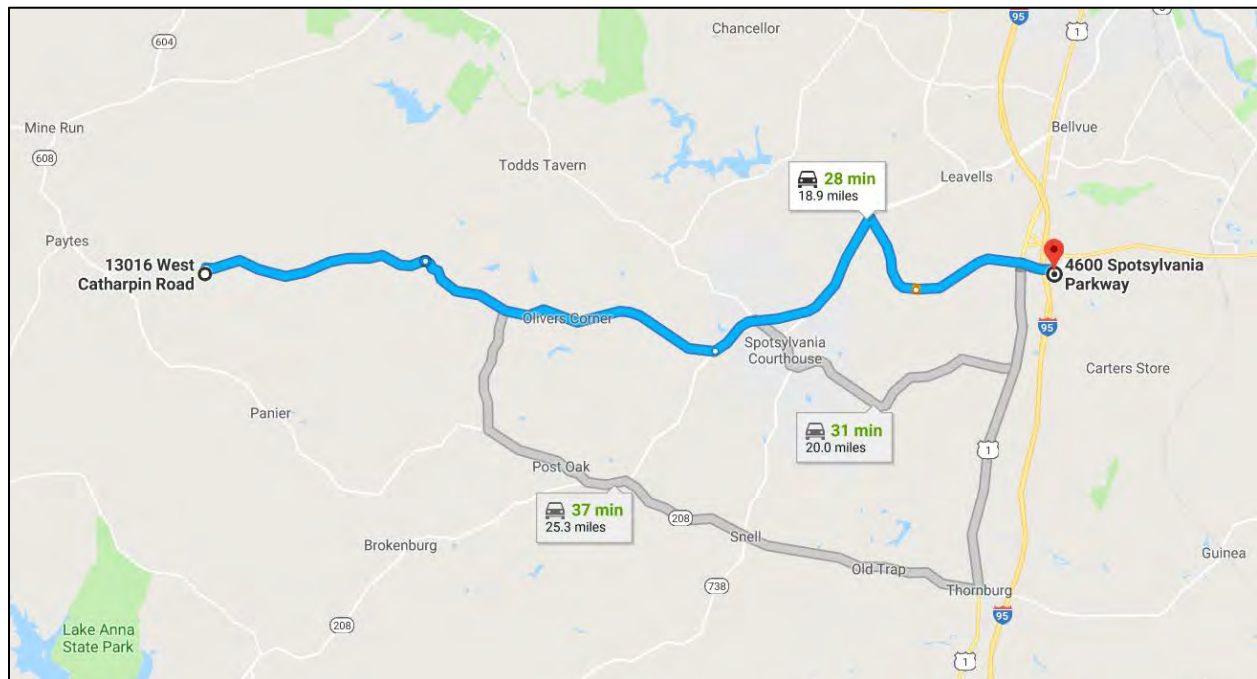 95
1
Chancellor
604
Mine Run
Bellvue
608
Todds Tavern
Leavells
28 min
18.9 miles
Paytes
13016 West
Catharpin Road
4600 Spotsylvania
Parkway
Olivers Corner
95
Spotsylvania
Courthouse
Carters Store
Panier
31 min
20.0 miles
1
Post Oak
37 min
25.3 miles
208
Snell
Brokenburg
Guinea
Old Trap
738
Thornburg
95
208
Lake Anna
State Park
1